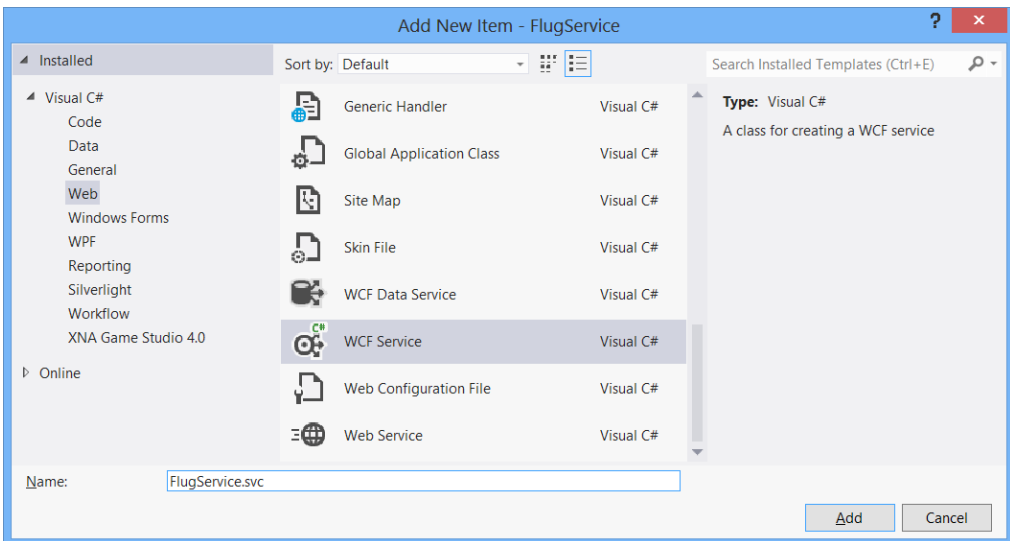 Add New Item - FlugService
?
Installed
Sort by: Default
Search Installed Templates (Ctrl+E)
Visual C#
Code
Data
General
Web
Windows Forms
WPF
Reporting
Silverlight
Workflow
XNA Game Studio 4.0
Online
Generic Handler Visual C#
Global Application Class Visual C#
Site Map Visual C#
Skin File Visual C#
WCF Data Service Visual C#
C#
WCF Service Visual C#
Web Configuration File Visual C#
Web Service Visual C#
Type: Visual C#
A class for creating a WCF service
Name: FlugService.svc
Add Cancel